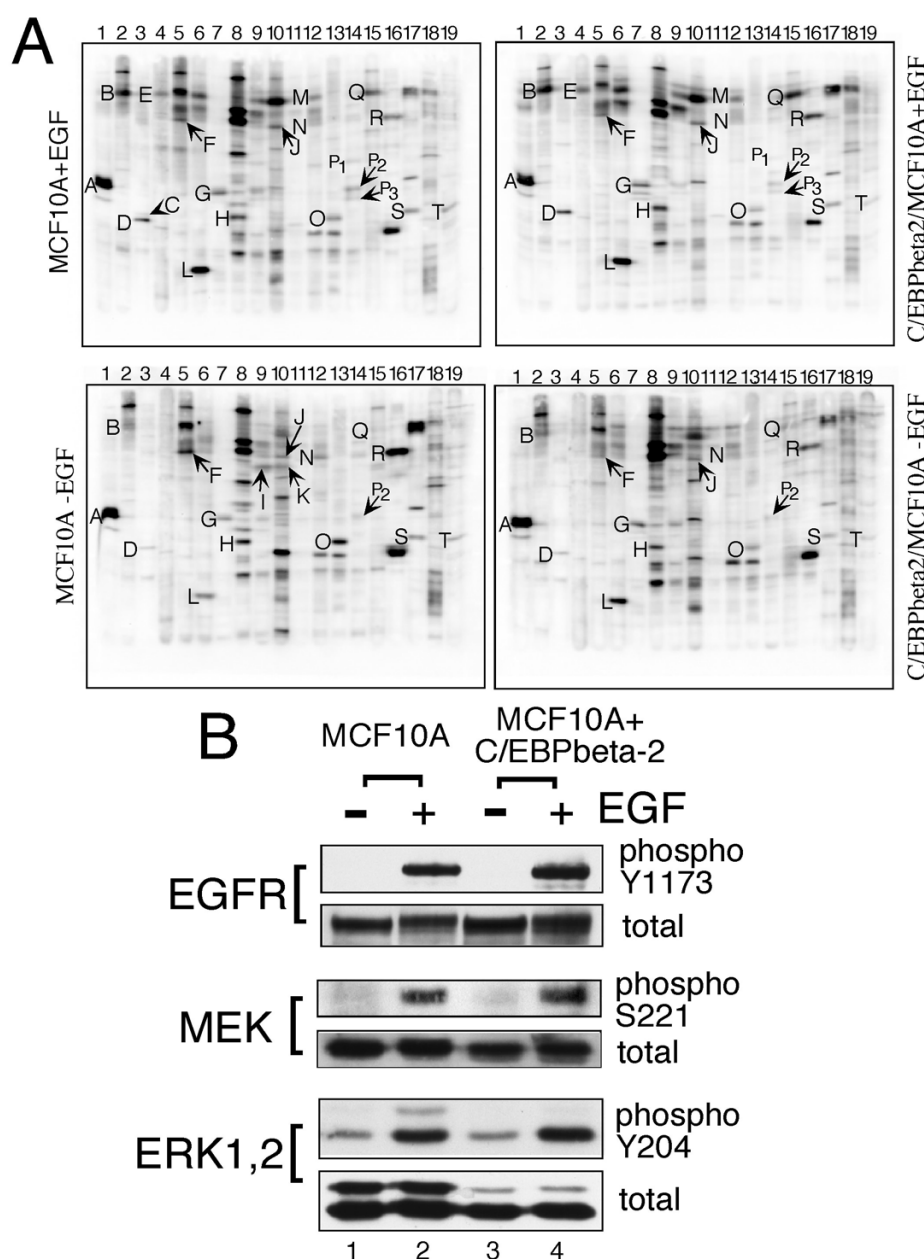 A
1 2 3 4 5 6 7 8 9 10 11 12 13 15 16 17 18 19
B E M Q
N R
F J
P1 P2
A G P3
D C H O S T
L
MCF10A+EGF
1 2 3 4 5 6 7 8 9 10 11 12 13 14 15 16 17 18 19
B E M Q
N R
F J
P1 P2
A G P3
D H O S T
L
C/EBPbeta2/MCF10A+EGF
1 2 3 4 5 6 7 8 9 10 11 12 13 14 15 16 17 18 19
J
B Q
N R
F I K
P2
A G
D H O S T
L
MCF10A -EGF
1 2 3 4 5 6 7 8 9 10 11 12 13 14 15 16 17 18 19
B Q
N R
F J
P2
A G
D H O S T
L
C/EBPbeta2/MCF10A -EGF
B
MCF10A
MCF10A+
C/EBPbeta-2
- + - + EGF
EGFR
phospho
Y1173
total
MEK
phospho
S221
total
ERK1,2
phospho
Y204
total
1 2 3 4